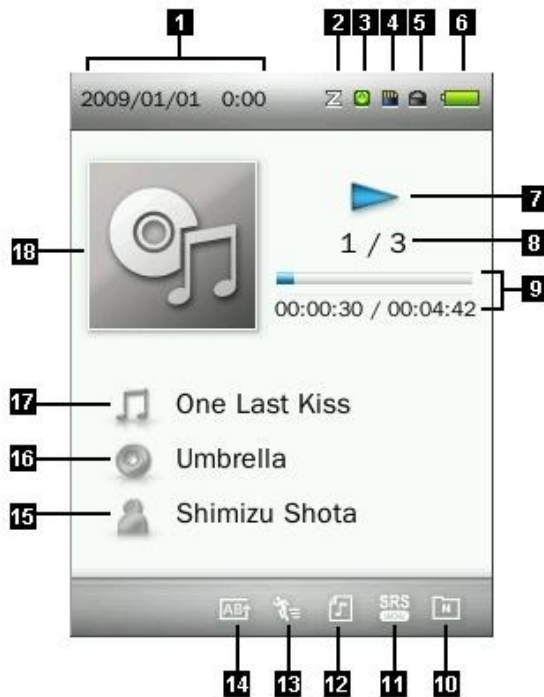 1 2 3 4 5 6
2009/01/01 0:00 Z
7
1 / 3 8
18
9
00:00:30 / 00:04:42
17 One Last Kiss
16 Umbrella
15 Shimizu Shota
AB SRS WOW N
14 13 12 11 10